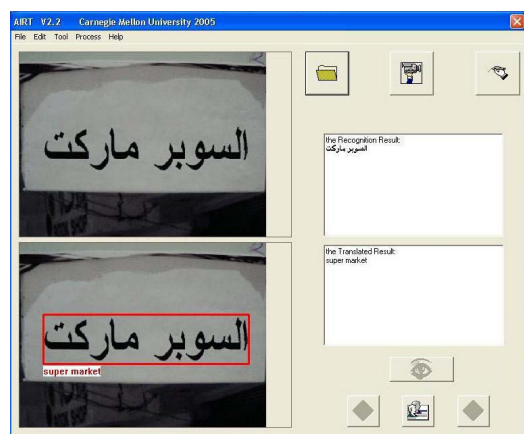 AIRT V2.2 Carnegie Mellon University 2005
File Edit Tool Process Help
السوبر ماركت
the Recognition Result:
السوبر ماركت
السوبر ماركت
super market
the Translated Result:
super market